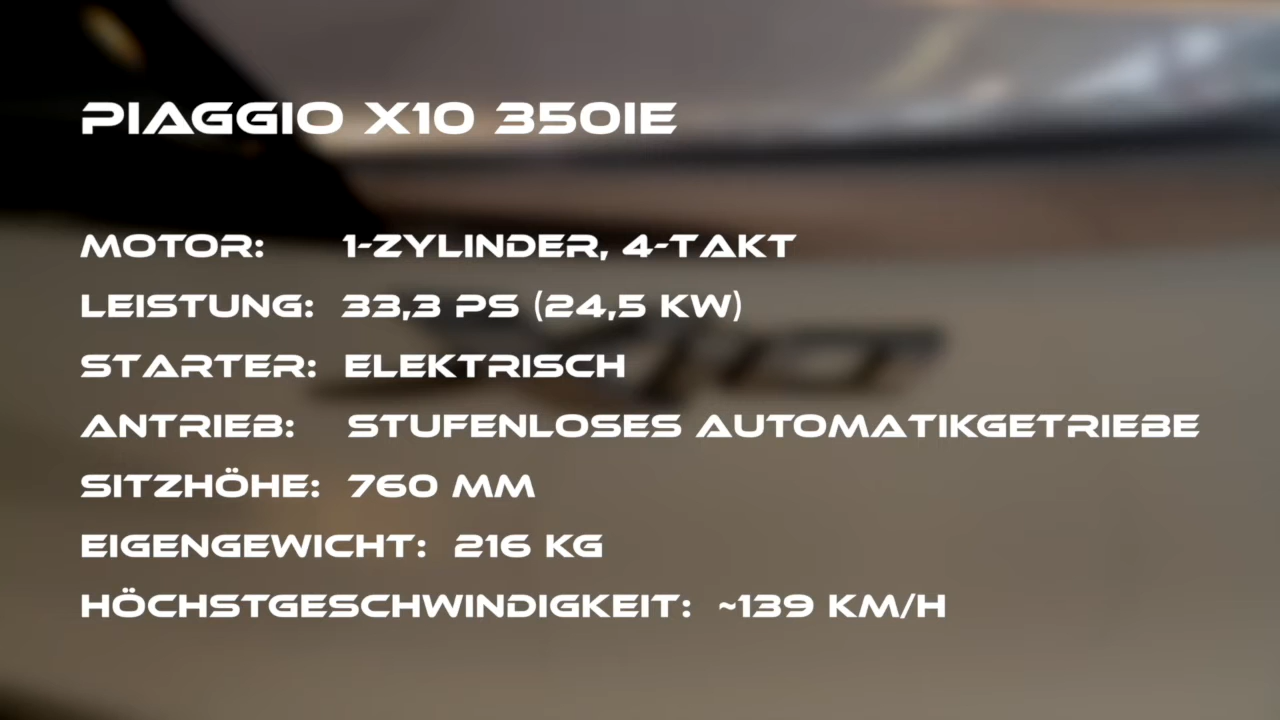 PIAGGIO X10 350IE
MOTOR: 1-ZYLINDER, 4-TAKT
LEISTUNG: 33,3 PS (24,5 KW)
STARTER: ELEKTRISCH
ANTRIEB: STUFENLOSES AUTOMATIKGETRIEBE
SITZHÖHE: 760 MM
EIGENGEWICHT: 216 KG
HÖCHSTGESCHWINDIGKEIT: ~139 KM/H